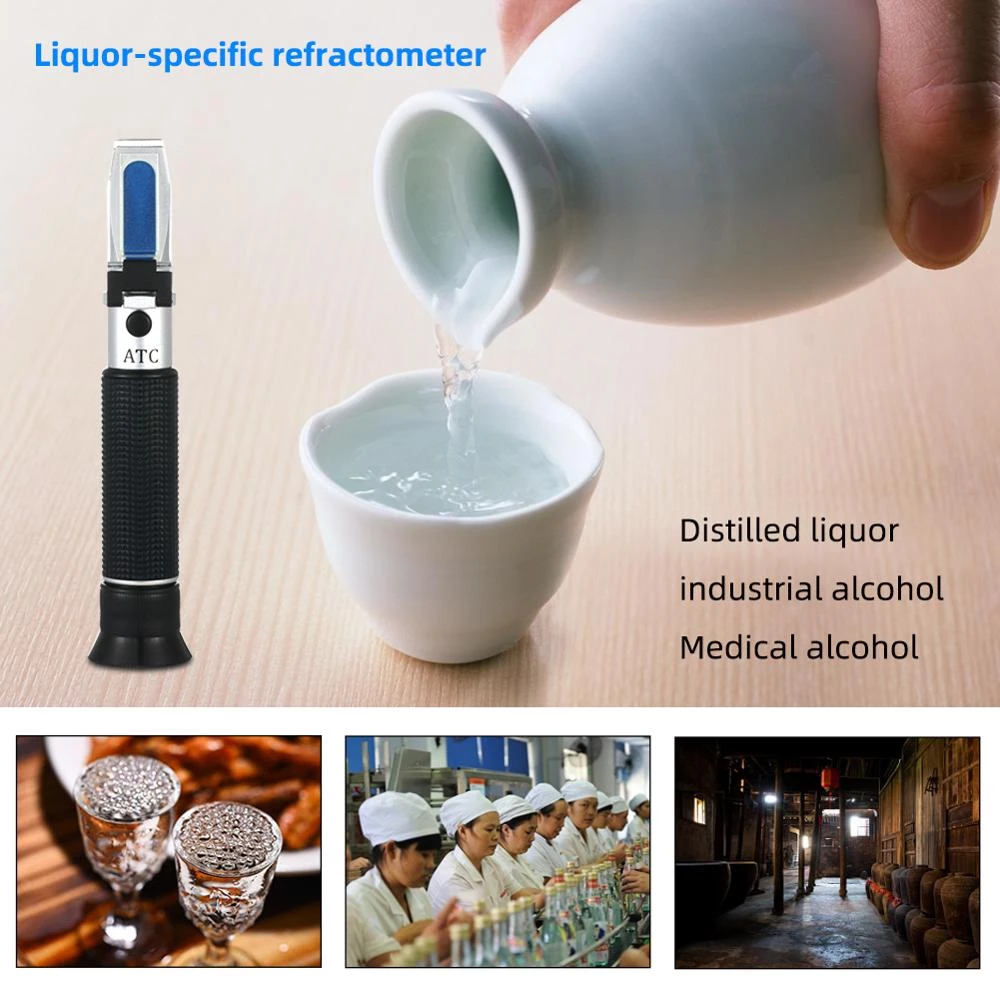 Liquor-specific refractometer
ATC
Distilled liquor
industrial alcohol
Medical alcohol